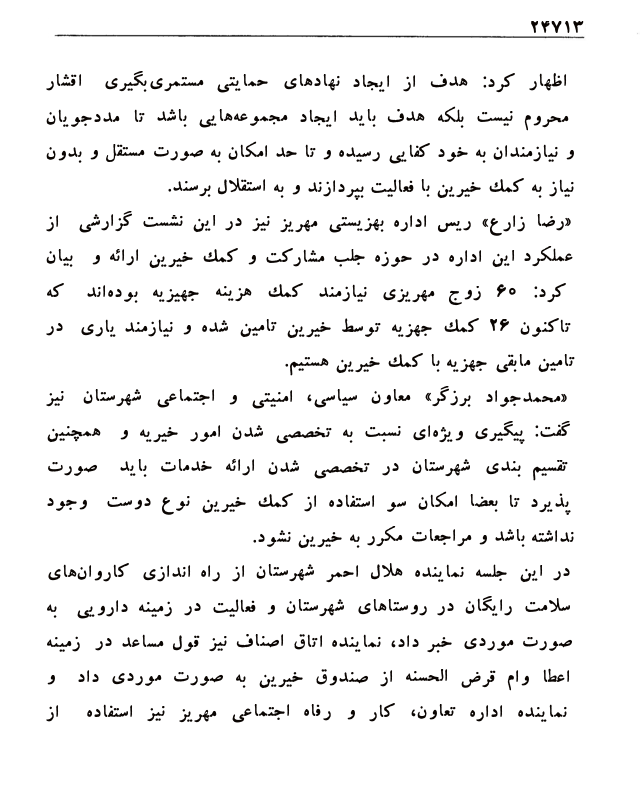 ۲۴۷۱۳
اظهار کرد: هدف از ایجاد نهادهای حمایتی مستمری‌بگیری اقشار
محروم نیست بلکه هدف باید ایجاد مجموعه‌هایی باشد تا مددجویان
و نیازمندان به خود کفایی رسیده و تا حد امکان به صورت مستقل و بدون
نیاز به کمك خیرین با فعالیت بپردازند و به استقلال برسند.
«رضا زارع» ریس اداره بهزیستی مهریز نیز در این نشست گزارشی از
عملکرد این اداره در حوزه جلب مشارکت و کمك خیرین ارائه و بیان
کرد: ۶۰ زوج مهریزی نیازمند کمك هزینه جهیزیه بوده‌اند که
تاکنون ۲۶ کمك جهزیه توسط خیرین تامین شده و نیازمند یاری در
تامین مابقی جهزیه با کمك خیرین هستیم.
«محمدجواد برزگر» معاون سیاسی، امنیتی و اجتماعی شهرستان نیز
گفت: پیگیری ویژه‌ای نسبت به تخصصی شدن امور خیریه و همچنین
تقسیم بندی شهرستان در تخصصی شدن ارائه خدمات باید صورت
پذیرد تا بعضا امکان سو استفاده از کمك خیرین نوع دوست وجود
نداشته باشد و مراجعات مکرر به خیرین نشود.
در این جلسه نماینده هلال احمر شهرستان از راه اندازی کاروان‌های
سلامت رایگان در روستاهای شهرستان و فعالیت در زمینه دارویی به
صورت موردی خبر داد، نماینده اتاق اصناف نیز قول مساعد در زمینه
اعطا وام قرض الحسنه از صندوق خیرین به صورت موردی داد و
نماینده اداره تعاون، کار و رفاه اجتماعی مهریز نیز استفاده از